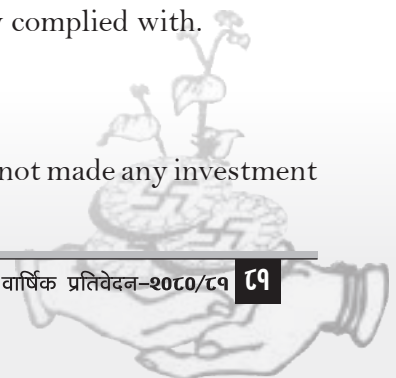 complied with.
not made any investment
वार्षिक प्रतिवेदन–२०८०/८१ ८१